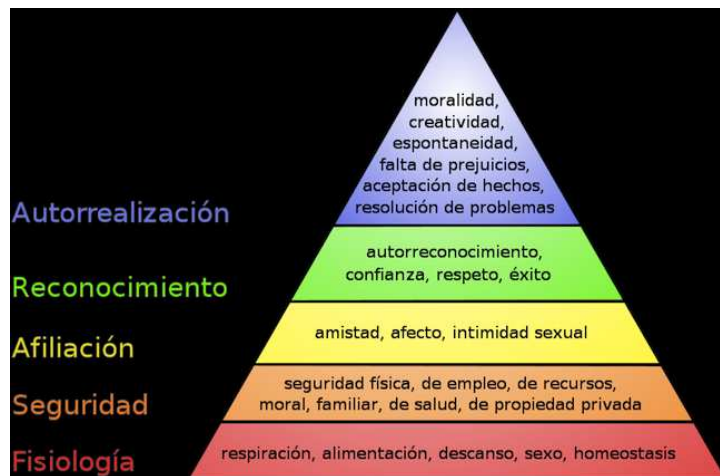 moralidad,
creatividad,
espontaneidad,
falta de prejuicios,
aceptación de hechos,
resolución de problemas
Autorrealización
autorreconocimiento,
confianza, respeto, éxito
Reconocimiento
amistad, afecto, intimidad sexual
Afiliación
seguridad física, de empleo, de recursos,
moral, familiar, de salud, de propiedad privada
Seguridad
respiración, alimentación, descanso, sexo, homeostasis
Fisiología